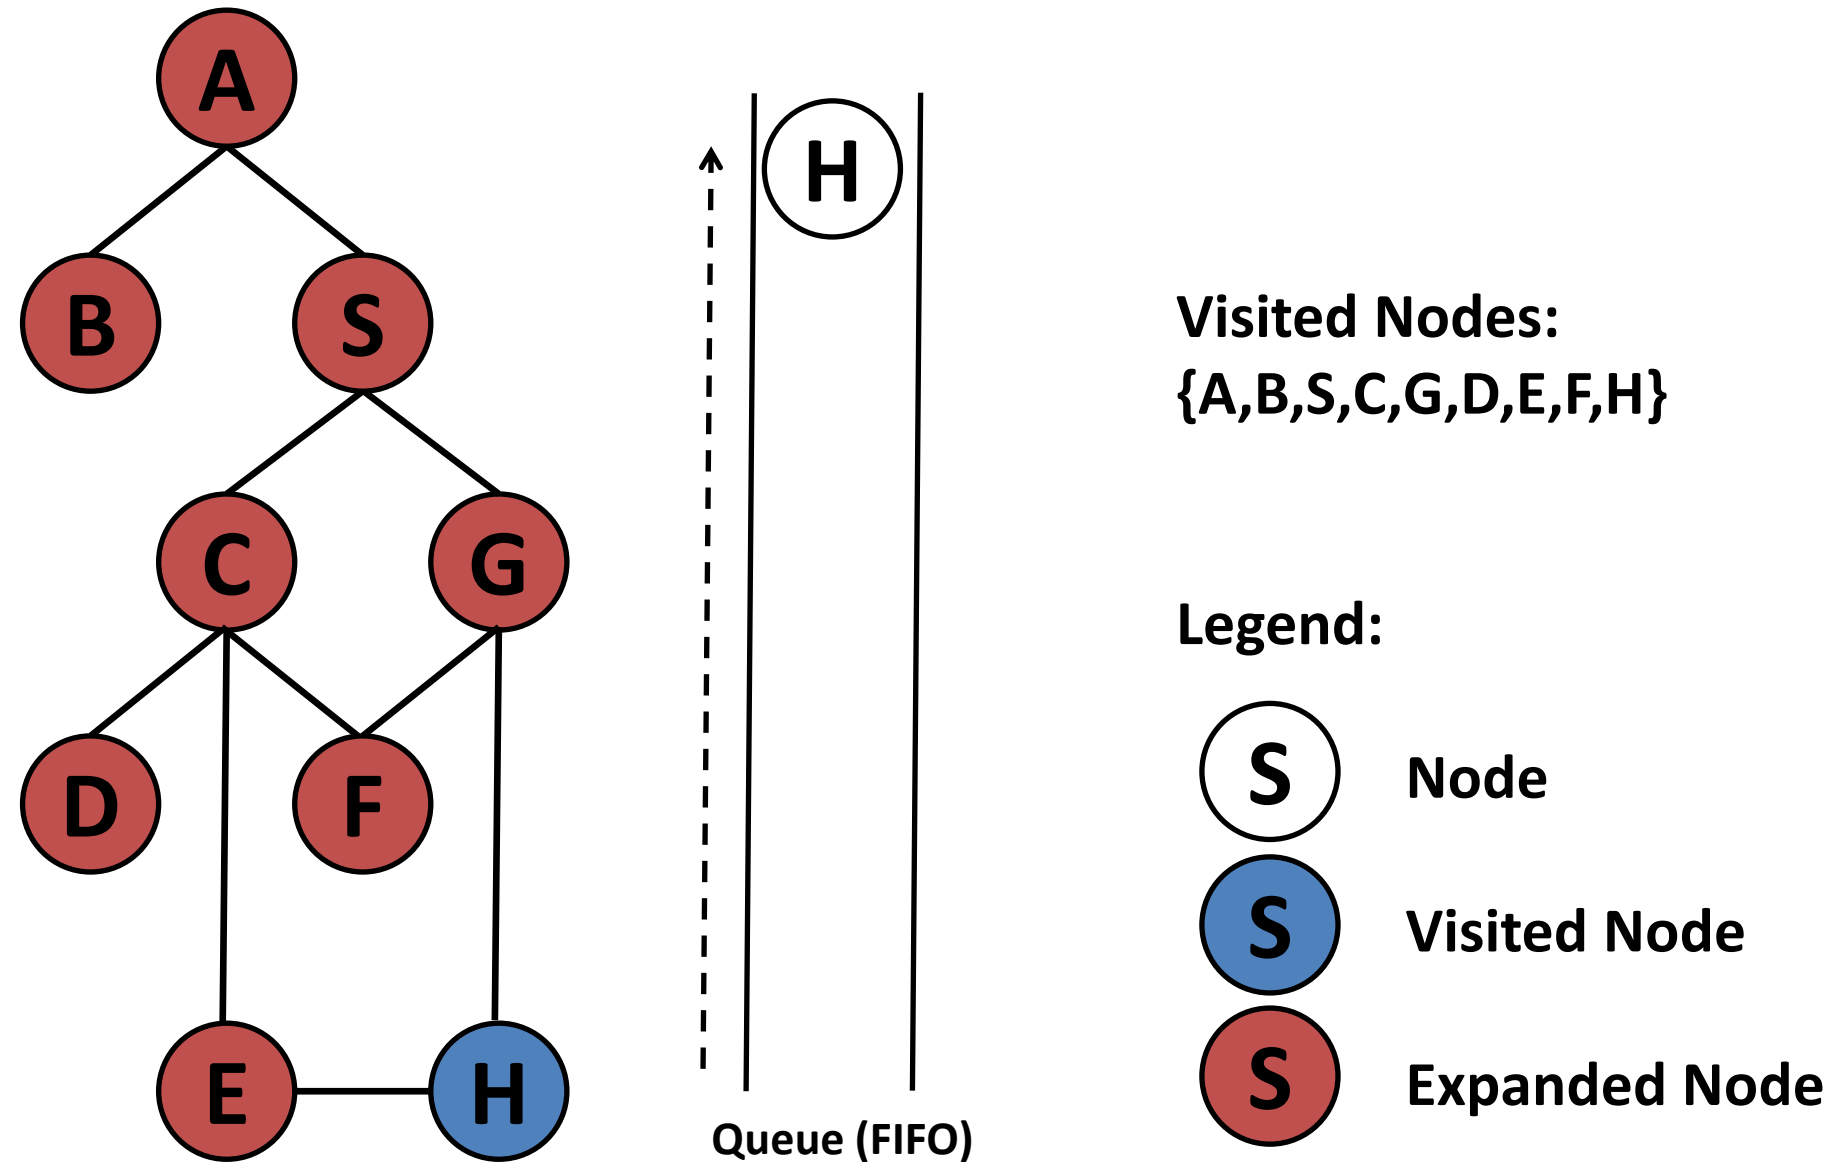 A
B S
C G
D F
E H
H
Queue (FIFO)
Visited Nodes:
{A,B,S,C,G,D,E,F,H}
Legend:
S Node
S Visited Node
S Expanded Node